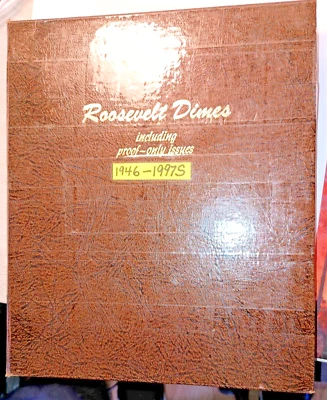 Roosevelt Dimes
including
proof-only issues
1946-1997S